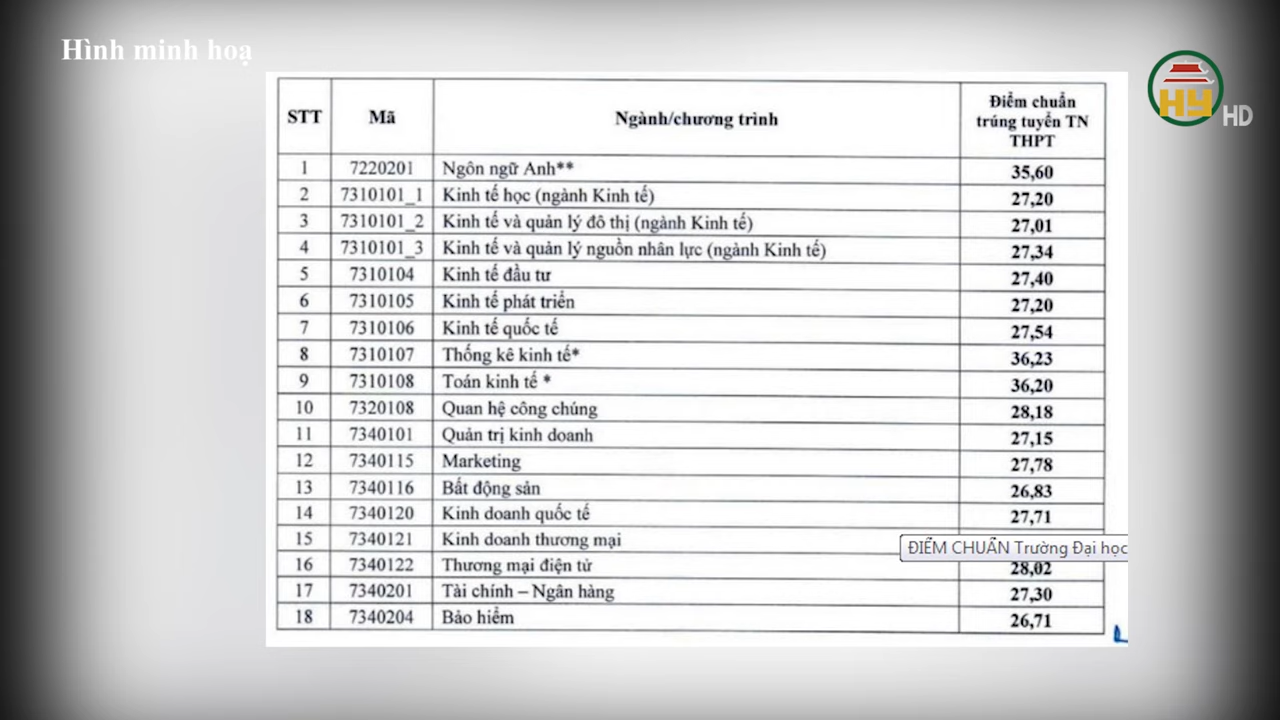 Hình minh hoạ
HY HD
STT Mã Ngành/chương trình Điểm chuẩn trúng tuyển TN THPT
1 7220201 Ngôn ngữ Anh** 35,60
2 7310101_1 Kinh tế học (ngành Kinh tế) 27,20
3 7310101_2 Kinh tế và quản lý đô thị (ngành Kinh tế) 27,01
4 7310101_3 Kinh tế và quản lý nguồn nhân lực (ngành Kinh tế) 27,34
5 7310104 Kinh tế đầu tư 27,40
6 7310105 Kinh tế phát triển 27,20
7 7310106 Kinh tế quốc tế 27,54
8 7310107 Thống kê kinh tế* 36,23
9 7310108 Toán kinh tế * 36,20
10 7320108 Quan hệ công chúng 28,18
11 7340101 Quản trị kinh doanh 27,15
12 7340115 Marketing 27,78
13 7340116 Bất động sản 26,83
14 7340120 Kinh doanh quốc tế 27,71
15 7340121 Kinh doanh thương mại
ĐIỂM CHUẨN Trường Đại học
16 7340122 Thương mại điện tử 28,02
17 7340201 Tài chính – Ngân hàng 27,30
18 7340204 Bảo hiểm 26,71